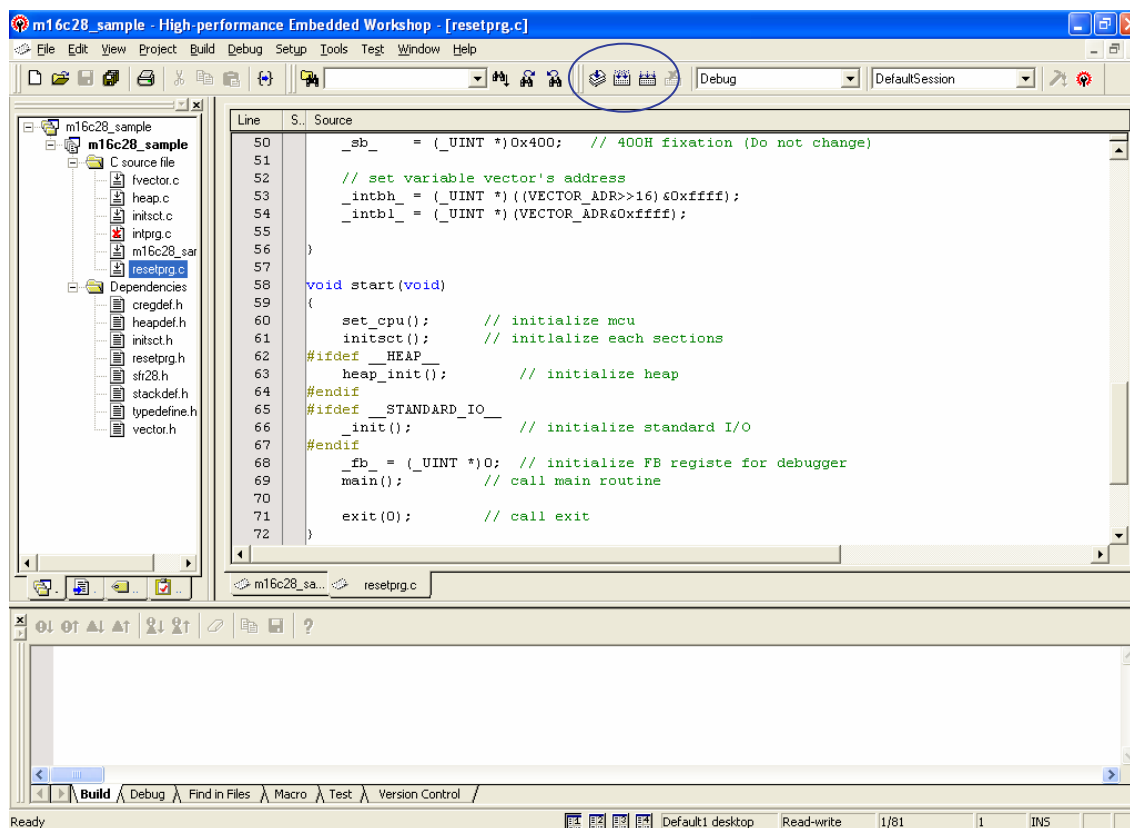 m16c28_sample - High-performance Embedded Workshop - [resetprg.c]
File Edit View Project Build Debug Setup Tools Test Window Help
Debug DefaultSession
m16c28_sample
m16c28_sample
C source file
fvector.c
heap.c
initsct.c
intprg.c
m16c28_sar
resetprg.c
Dependencies
cregdef.h
heapdef.h
initsct.h
resetprg.h
sfr28.h
stackdef.h
typedefine.h
vector.h
Line S.. Source
50 _sb_ = (_UINT *)0x400; // 400H fixation (Do not change)
51
52 // set variable vector's address
53 _intbh_ = (_UINT *)((VECTOR_ADR>>16)&0xffff);
54 _intbl_ = (_UINT *)(VECTOR_ADR&0xffff);
55
56 }
57
58 void start(void)
59 {
60 set_cpu(); // initialize mcu
61 initsct(); // initlalize each sections
62 #ifdef __HEAP__
63 heap_init(); // initialize heap
64 #endif
65 #ifdef __STANDARD_IO__
66 _init(); // initialize standard I/O
67 #endif
68 _fb_ = (_UINT *)0; // initialize FB registe for debugger
69 main(); // call main routine
70
71 exit(0); // call exit
72 }
m16c28_sa... resetprg.c
Build Debug Find in Files Macro Test Version Control
Ready 1 2 3 4 Default1 desktop Read-write 1/81 1 INS